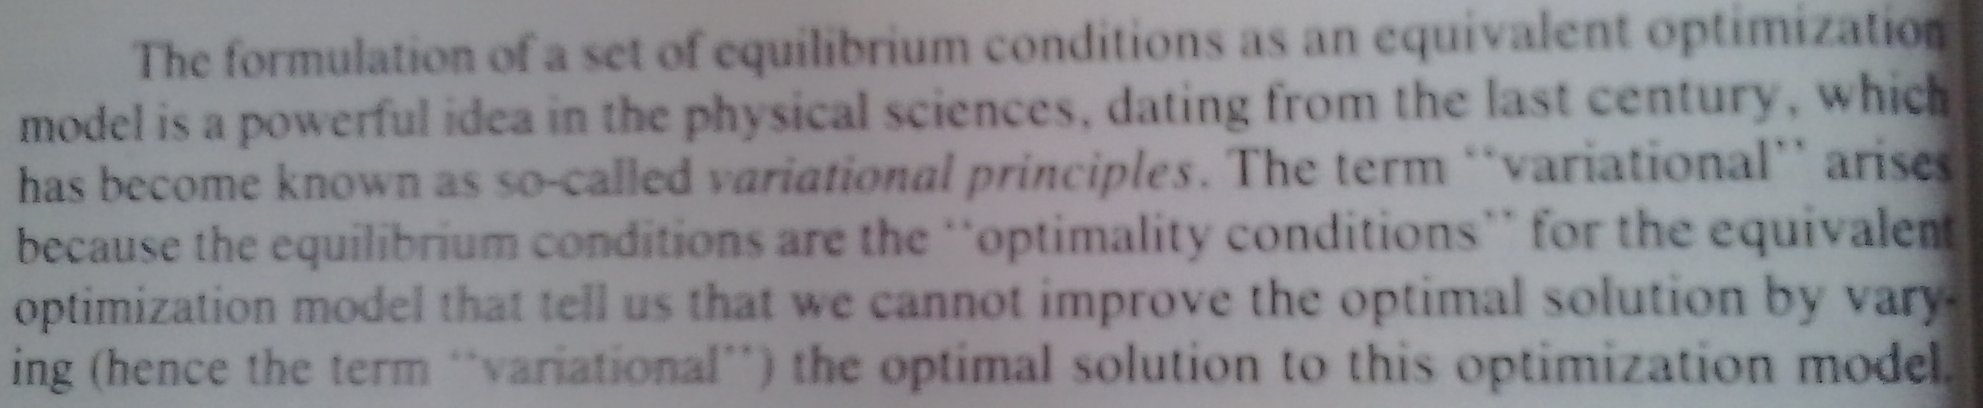 The formulation of a set of equilibrium conditions as an equivalent optimization
model is a powerful idea in the physical sciences, dating from the last century, which
has become known as so-called variational principles. The term "variational" arises
because the equilibrium conditions are the "optimality conditions" for the equivalent
optimization model that tell us that we cannot improve the optimal solution by vary-
ing (hence the term "variational") the optimal solution to this optimization model.